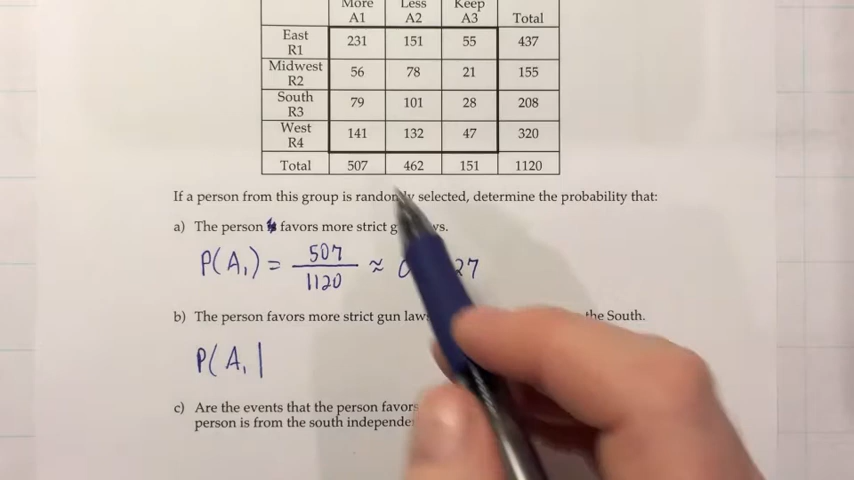 More Less Keep
A1 A2 A3 Total
East 231 151 55 437
R1
Midwest 56 78 21 155
R2
South 79 101 28 208
R3
West 141 132 47 320
R4
Total 507 462 151 1120
If a person from this group is randomly selected, determine the probability that:
a) The person favors more strict g ws.
P(A₁) = 507/1120 ≈ 0 27
b) The person favors more strict gun laws the South.
P(A₁ |
c) Are the events that the person favors
person is from the south independe